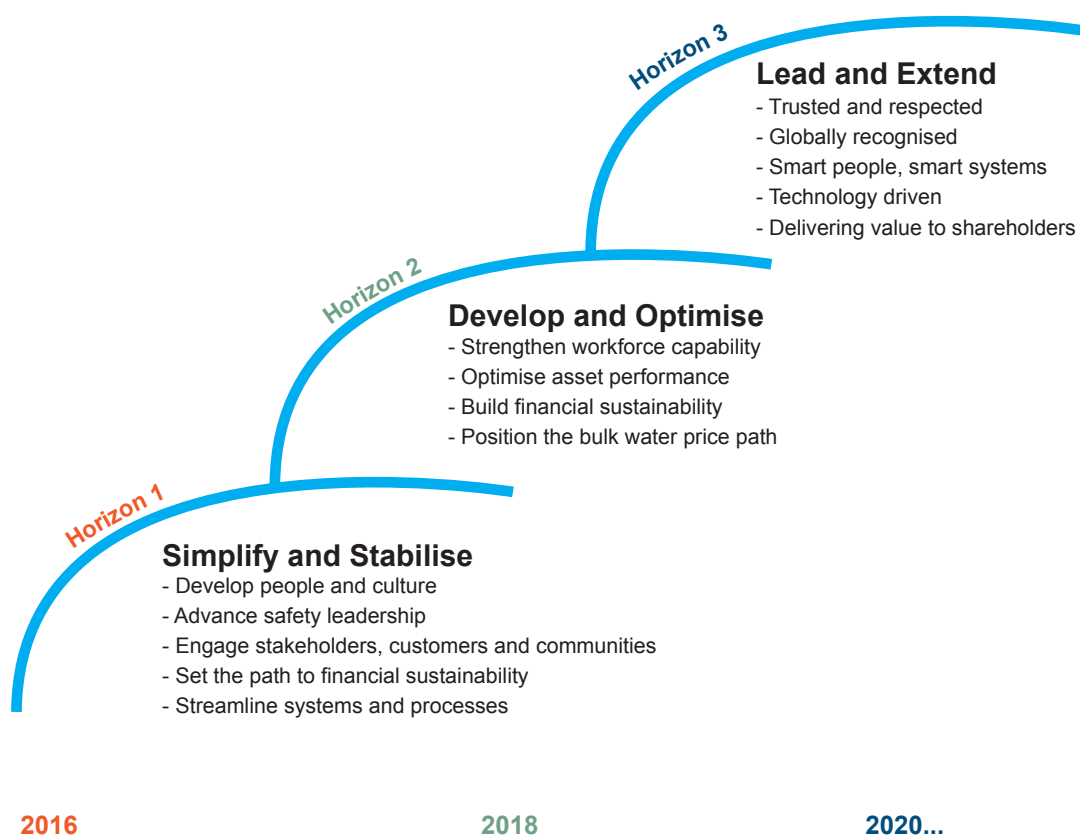 Horizon 3
Lead and Extend
- Trusted and respected
- Globally recognised
- Smart people, smart systems
- Technology driven
- Delivering value to shareholders
Horizon 2
Develop and Optimise
- Strengthen workforce capability
- Optimise asset performance
- Build financial sustainability
- Position the bulk water price path
Horizon 1
Simplify and Stabilise
- Develop people and culture
- Advance safety leadership
- Engage stakeholders, customers and communities
- Set the path to financial sustainability
- Streamline systems and processes
2016
2018
2020...